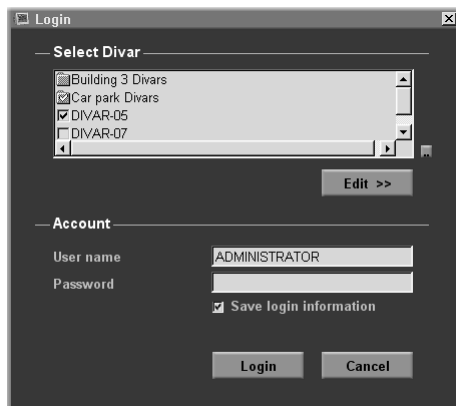 Login
Select Divar
Building 3 Divars
Car park Divars
DIVAR-05
DIVAR-07
Edit >>
Account
User name ADMINISTRATOR
Password
Save login information
Login Cancel